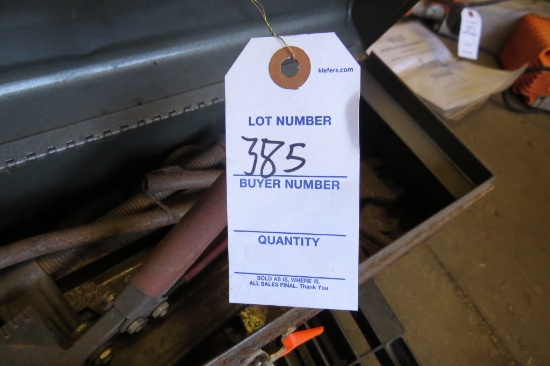 kiefers.com
LOT NUMBER
385
BUYER NUMBER
QUANTITY
SOLD AS IS, WHERE IS,
ALL SALES FINAL. Thank You